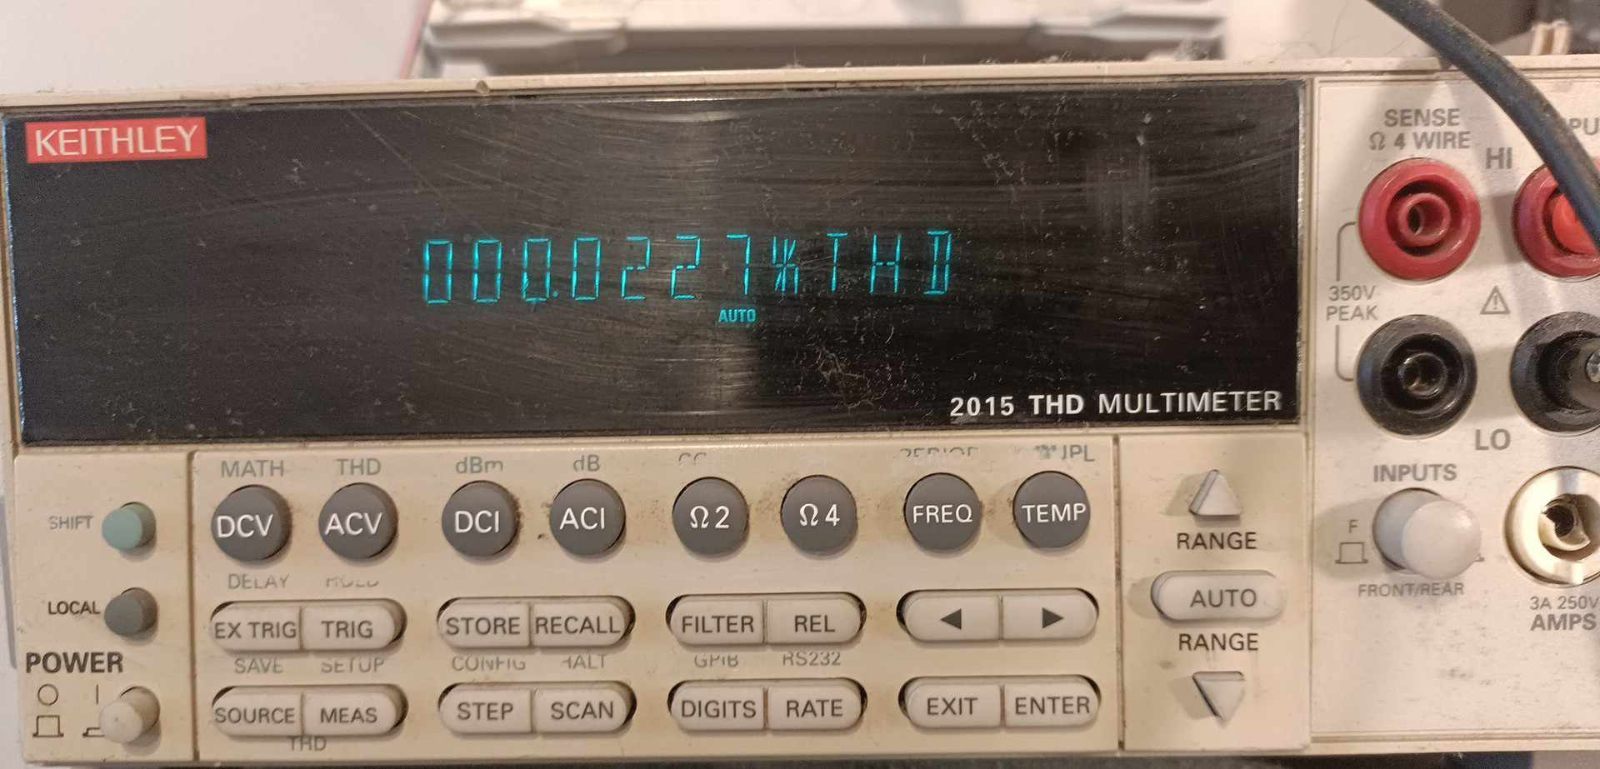 KEITHLEY
000.0227% THD
AUTO
2015 THD MULTIMETER
SENSE
Ω 4 WIRE
HI
350V
PEAK
LO
INPUTS
F
FRONT/REAR
3A 250V
AMPS
MATH THD dBm dB
SHIFT
DCV ACV DCI ACI Ω2 Ω4 FREQ TEMP
RANGE
DELAY HOLD
LOCAL
EX TRIG TRIG STORE RECALL FILTER REL ◀ ▶
AUTO
RANGE
POWER
SAVE SETUP CONFIG HALT GPIB RS232
O |
SOURCE MEAS STEP SCAN DIGITS RATE EXIT ENTER
THD